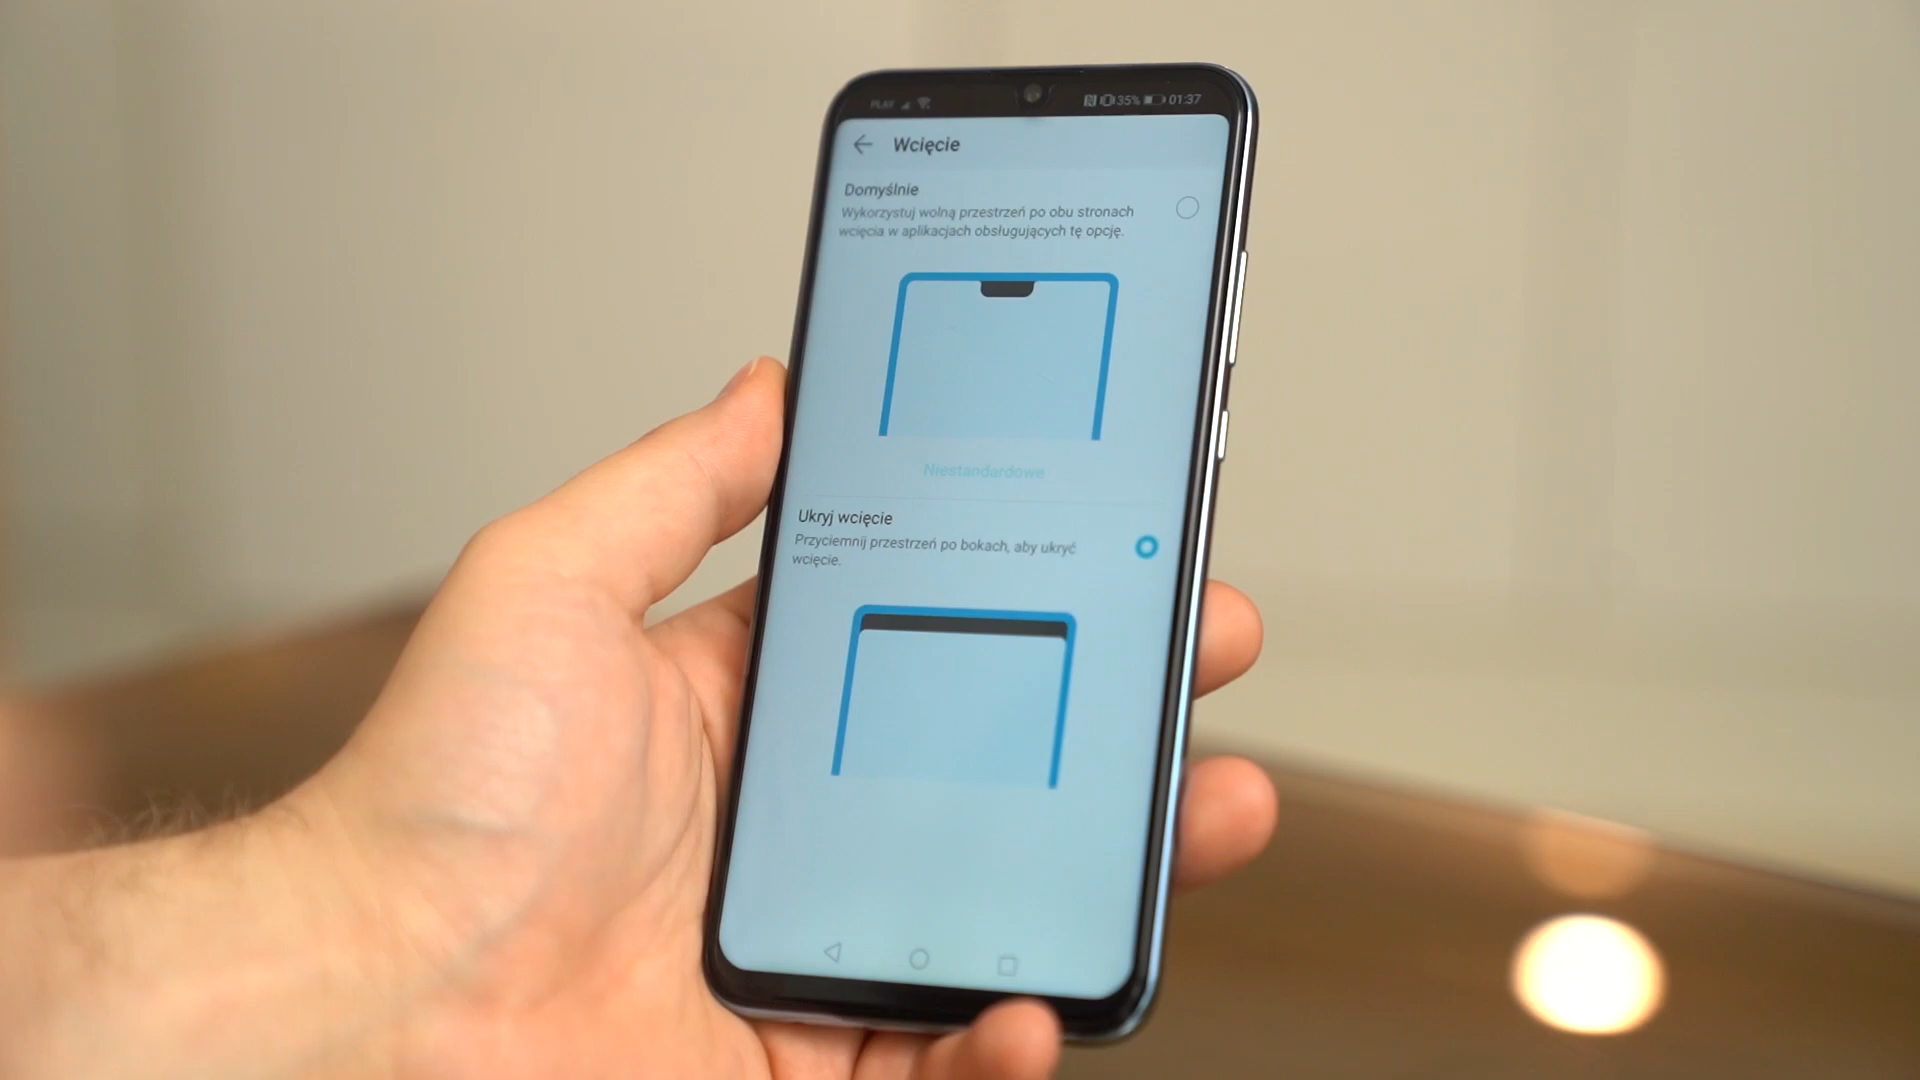 PLAY 35% 01:37
Wcięcie
Domyślnie
Wykorzystuj wolną przestrzeń po obu stronach
wcięcia w aplikacjach obsługujących tę opcję.
Niestandardowe
Ukryj wcięcie
Przyciemnij przestrzeń po bokach, aby ukryć
wcięcie.